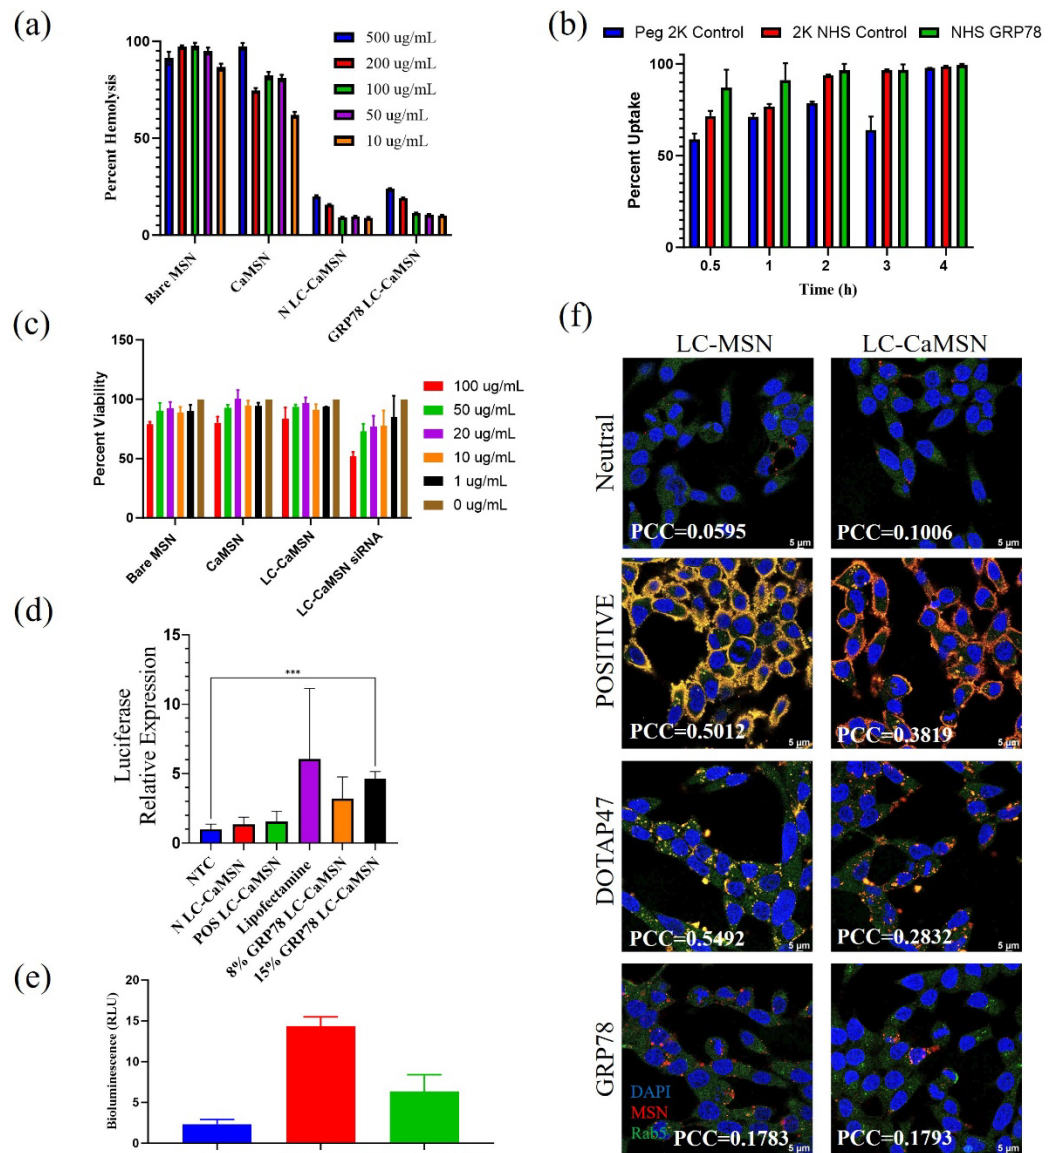 (a)
Percent Hemolysis
100
50
0
500 ug/mL
200 ug/mL
100 ug/mL
50 ug/mL
10 ug/mL
Bare MSN
CaMSN
N LC-CaMSN
GRP78 LC-CaMSN
(b)
Peg 2K Control 2K NHS Control NHS GRP78
Percent Uptake
100
50
0
0.5 1 2 3 4
Time (h)
(c)
Percent Viability
150
100
50
0
100 ug/mL
50 ug/mL
20 ug/mL
10 ug/mL
1 ug/mL
0 ug/mL
Bare MSN
CaMSN
LC-CaMSN
LC-CaMSN siRNA
(d)
Luciferase
Relative Expression
15
10
5
0
***
NTC
N LC-CaMSN
POS LC-CaMSN
Lipofectamine
8% GRP78 LC-CaMSN
15% GRP78 LC-CaMSN
(e)
Bioluminescence (RLU)
20
15
10
5
0
(f)
LC-MSN LC-CaMSN
Neutral
PCC=0.0595
5 µm
PCC=0.1006
5 µm
POSITIVE
PCC=0.5012
5 µm
PCC=0.3819
5 µm
DOTAP47
PCC=0.5492
5 µm
PCC=0.2832
5 µm
GRP78
DAPI
MSN
Rab5
PCC=0.1783
5 µm
PCC=0.1793
5 µm